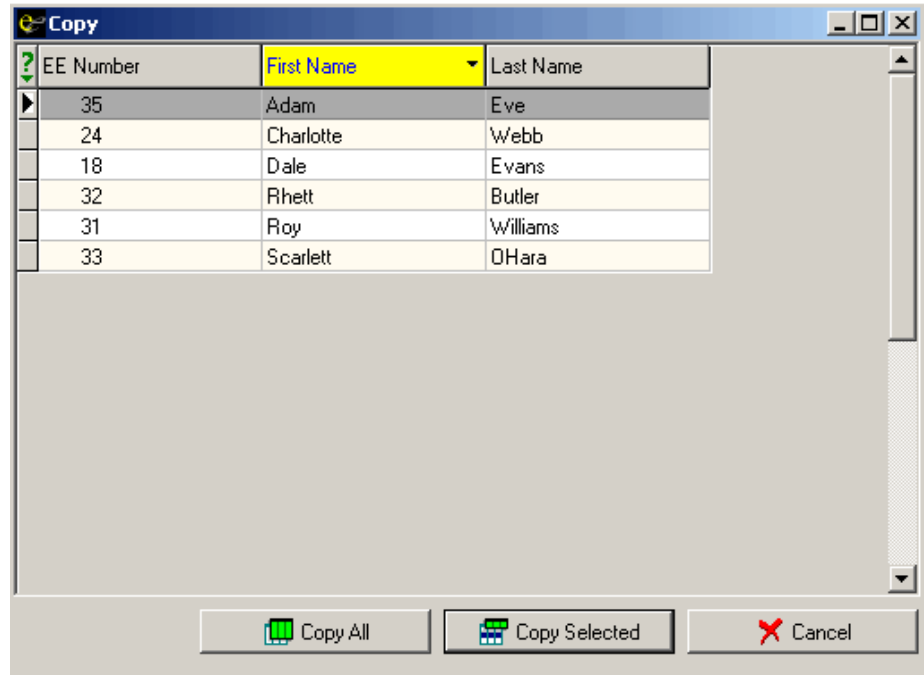 Copy
? EE Number First Name Last Name
35 Adam Eve
24 Charlotte Webb
18 Dale Evans
32 Rhett Butler
31 Roy Williams
33 Scarlett OHara
Copy All Copy Selected Cancel